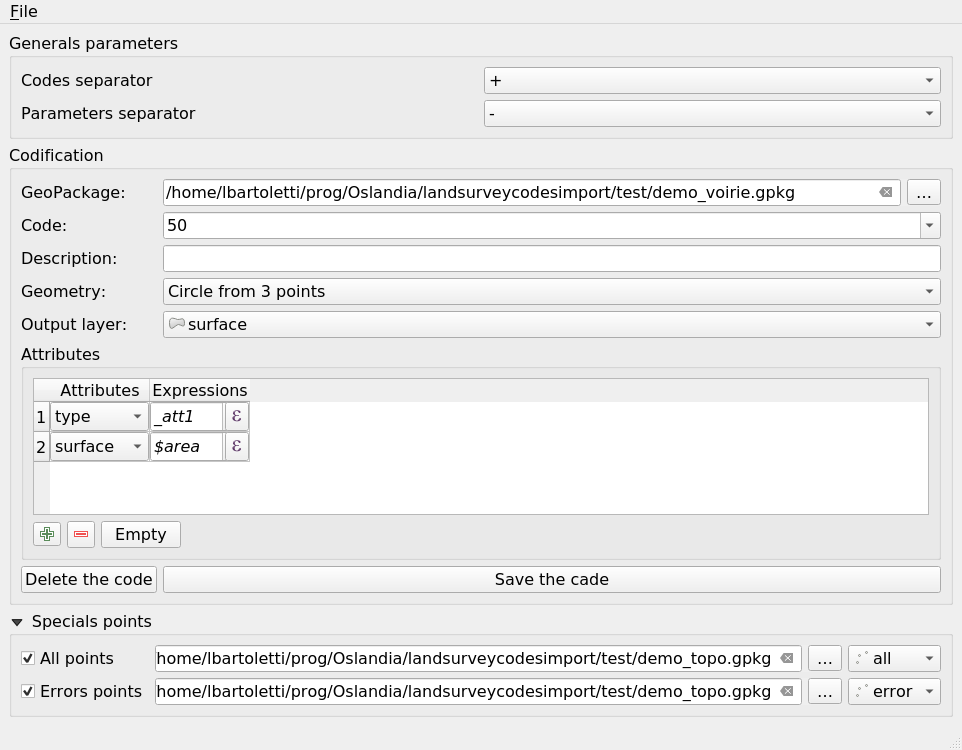 File
Generals parameters
Codes separator +
Parameters separator -
Codification
GeoPackage: /home/lbartoletti/prog/Oslandia/landsurveycodesimport/test/demo_voirie.gpkg ...
Code: 50
Description:
Geometry: Circle from 3 points
Output layer: surface
Attributes
Attributes Expressions
1 type _att1 ε
2 surface $area ε
Empty
Delete the code Save the cade
Specials points
All points home/lbartoletti/prog/Oslandia/landsurveycodesimport/test/demo_topo.gpkg ... all
Errors points home/lbartoletti/prog/Oslandia/landsurveycodesimport/test/demo_topo.gpkg ... error